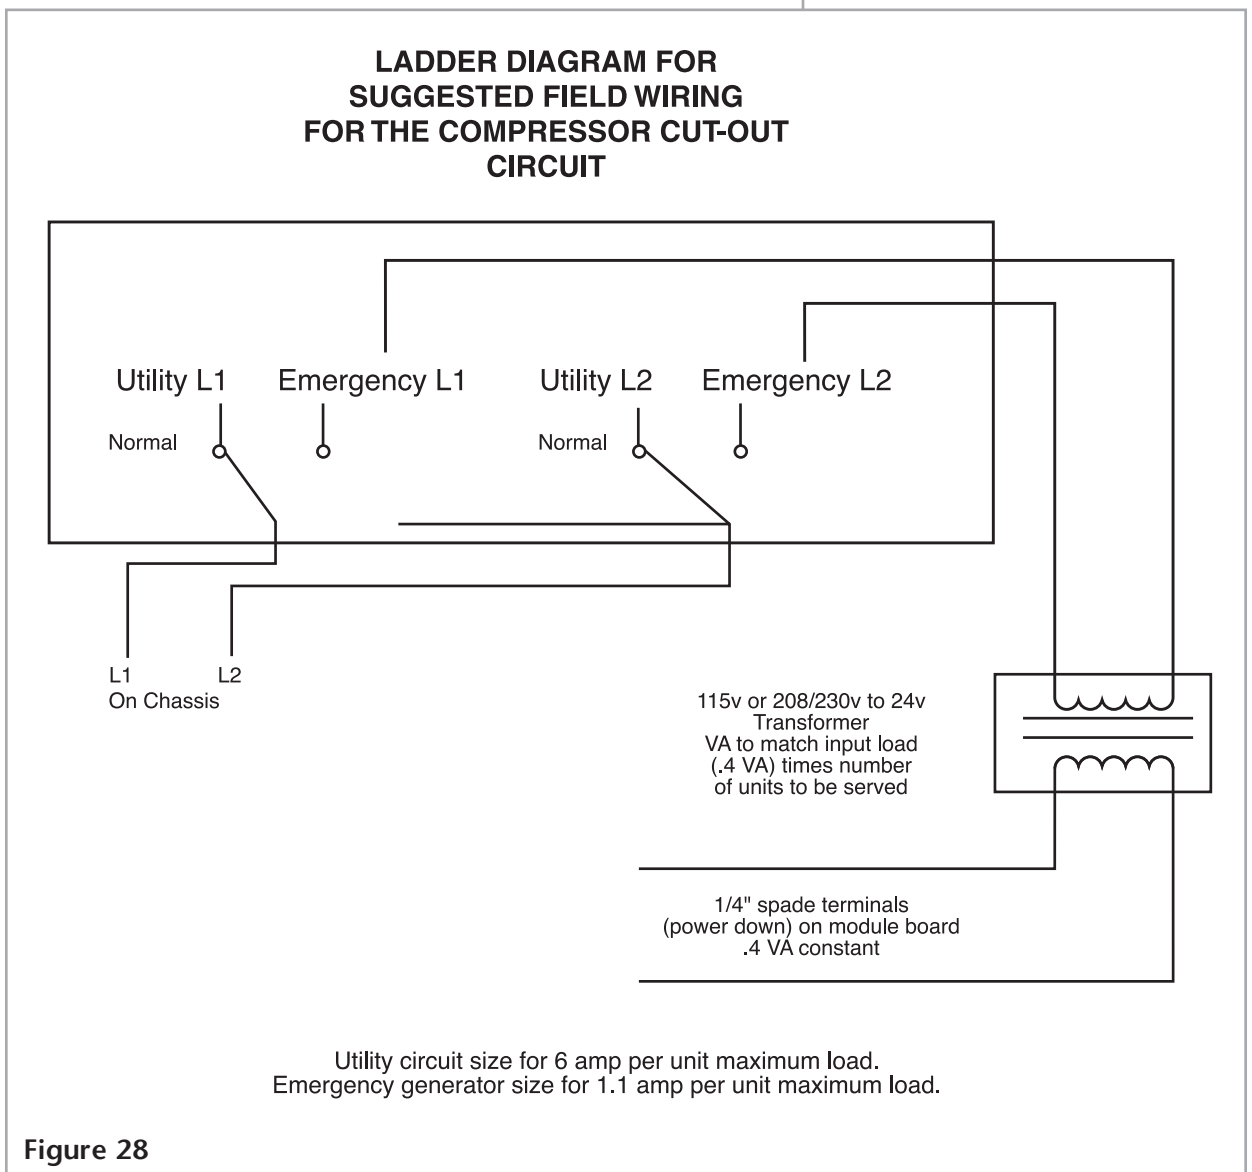 LADDER DIAGRAM FOR
SUGGESTED FIELD WIRING
FOR THE COMPRESSOR CUT-OUT
CIRCUIT
Utility L1
Emergency L1
Utility L2
Emergency L2
Normal
Normal
L1
L2
On Chassis
115v or 208/230v to 24v
Transformer
VA to match input load
(.4 VA) times number
of units to be served
1/4" spade terminals
(power down) on module board
.4 VA constant
Utility circuit size for 6 amp per unit maximum load.
Emergency generator size for 1.1 amp per unit maximum load.
Figure 28